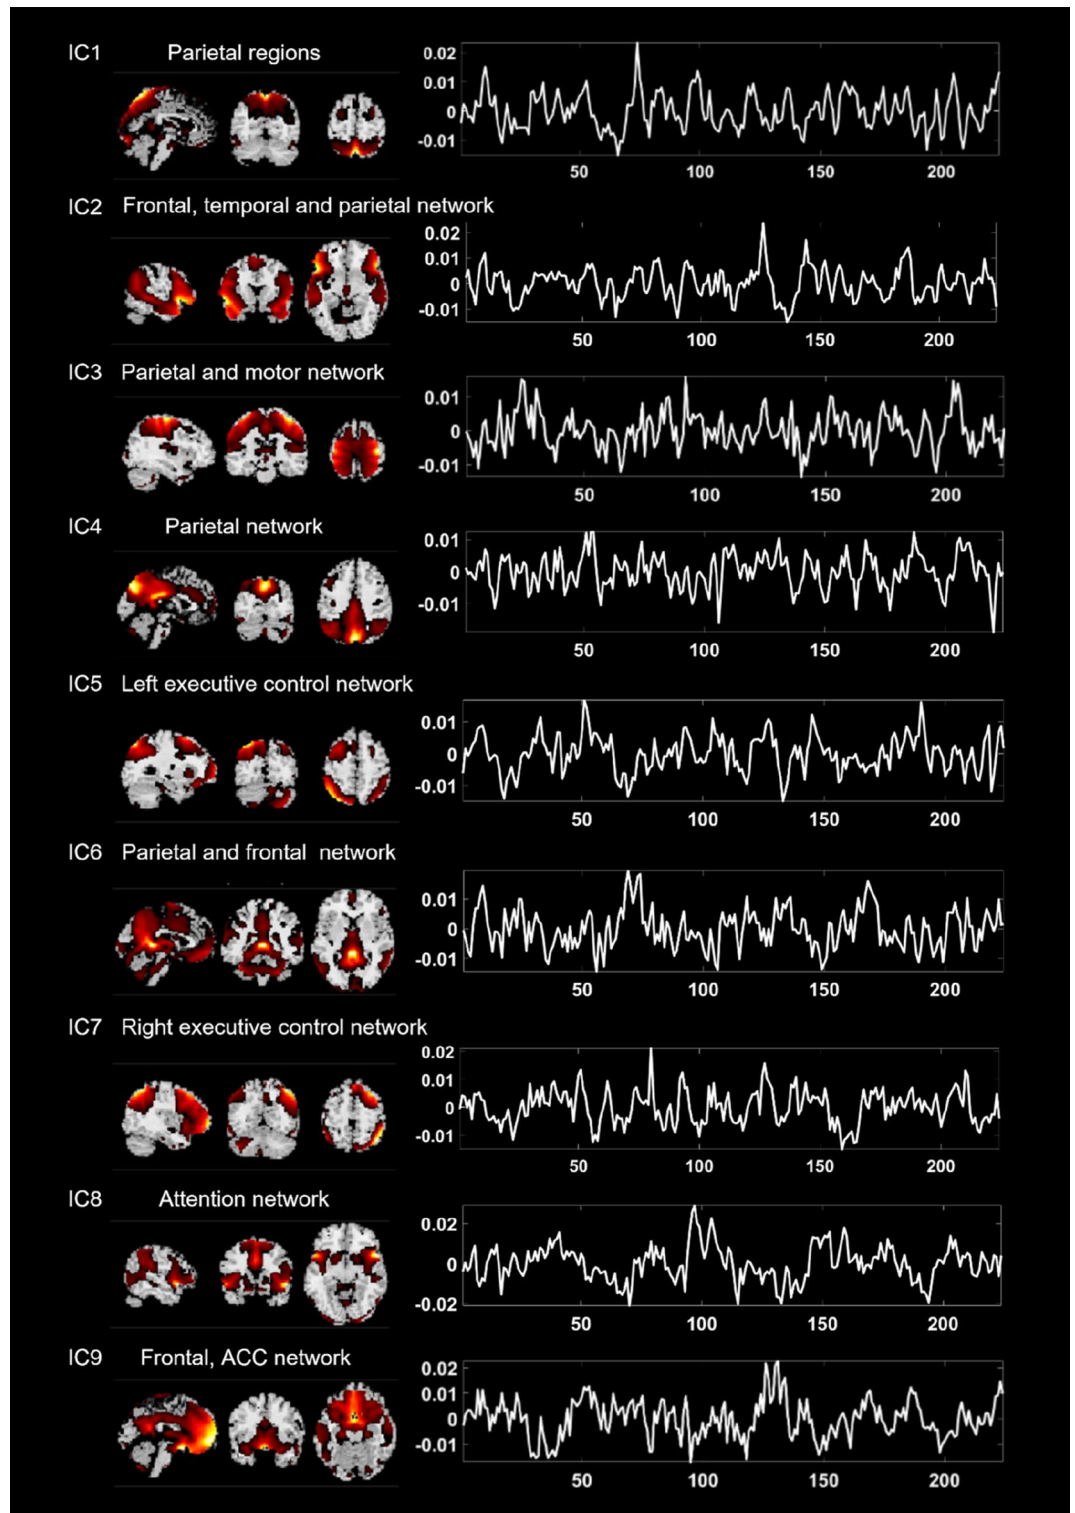 IC1 Parietal regions
0.02
0.01
0
-0.01
50 100 150 200
IC2 Frontal, temporal and parietal network
0.02
0.01
0
-0.01
50 100 150 200
IC3 Parietal and motor network
0.01
0
-0.01
50 100 150 200
IC4 Parietal network
0.01
0
-0.01
50 100 150 200
IC5 Left executive control network
0.01
0
-0.01
50 100 150 200
IC6 Parietal and frontal network
0.01
0
-0.01
50 100 150 200
IC7 Right executive control network
0.02
0.01
0
-0.01
50 100 150 200
IC8 Attention network
0.02
0
-0.02
50 100 150 200
IC9 Frontal, ACC network
0.02
0.01
0
-0.01
50 100 150 200